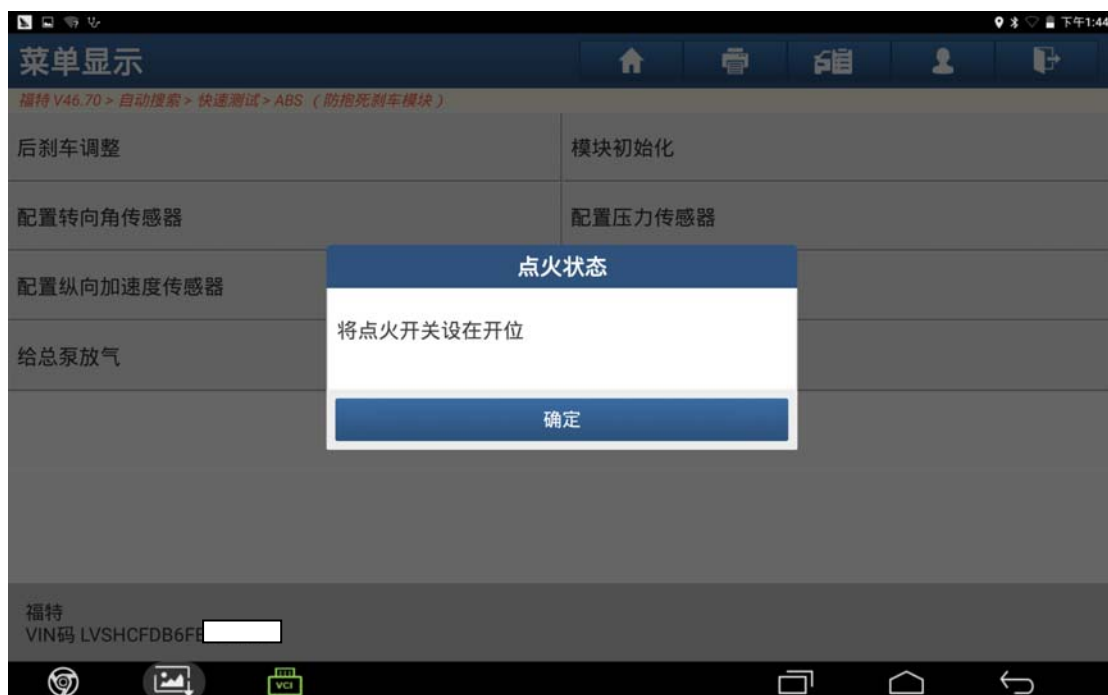 下午1:44
菜单显示
福特 V46.70 > 自动搜索 > 快速测试 > ABS （防抱死刹车模块）
后刹车调整
模块初始化
配置转向角传感器
配置压力传感器
配置纵向加速度传感器
给总泵放气
点火状态
将点火开关设在开位
确定
福特
VIN码 LVSHCFDB6F
VCI